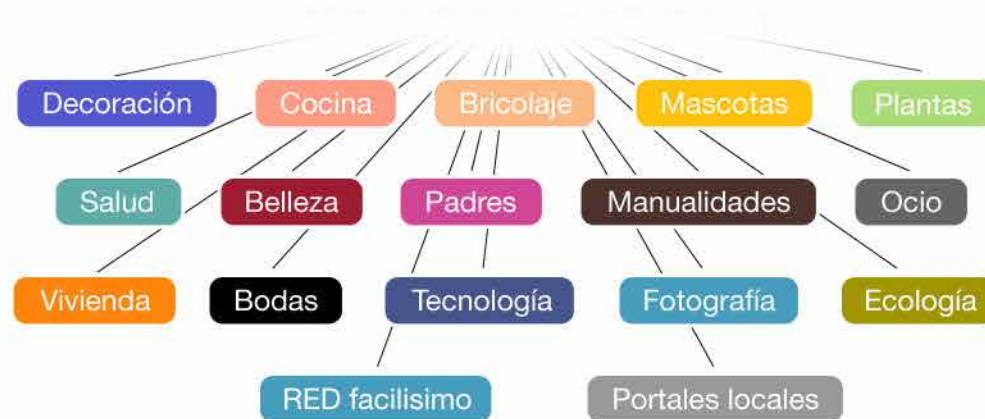 Decoración
Cocina
Bricolaje
Mascotas
Plantas
Salud
Belleza
Padres
Manualidades
Ocio
Vivienda
Bodas
Tecnología
Fotografía
Ecología
RED facilisimo
Portales locales